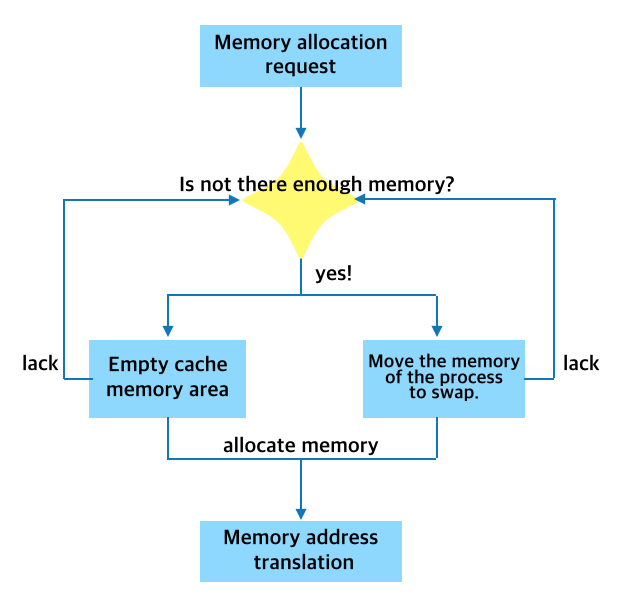 Memory allocation
request
Is not there enough memory?
yes!
lack
Empty cache
memory area
Move the memory
of the process
to swap.
lack
allocate memory
Memory address
translation